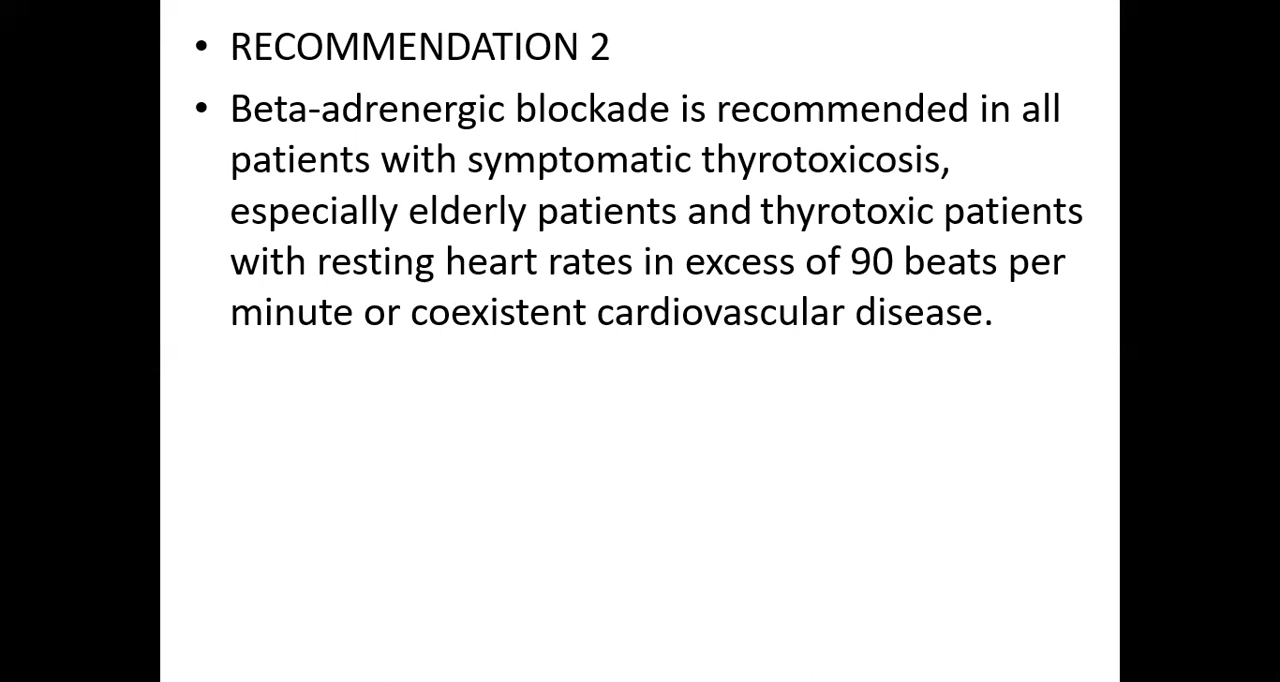 • RECOMMENDATION 2
• Beta-adrenergic blockade is recommended in all
patients with symptomatic thyrotoxicosis,
especially elderly patients and thyrotoxic patients
with resting heart rates in excess of 90 beats per
minute or coexistent cardiovascular disease.